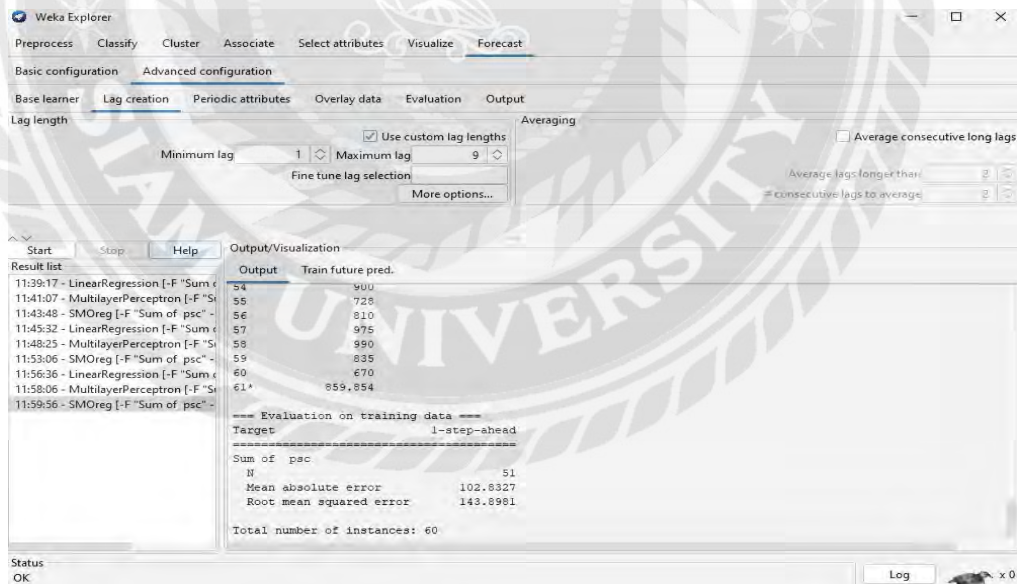 Weka Explorer
Preprocess Classify Cluster Associate Select attributes Visualize Forecast
Basic configuration Advanced configuration
Base learner Lag creation Periodic attributes Overlay data Evaluation Output
Lag length
Use custom lag lengths
Minimum lag 1 Maximum lag 9
Fine tune lag selection
More options...
Averaging
Average consecutive long lags
Average lags longer than 2
# consecutive lags to average 2
Start Stop Help
Result list
11:39:17 - LinearRegression [-F "Sum
11:41:07 - MultilayerPerceptron [-F "S
11:43:48 - SMOreg [-F "Sum of psc" -
11:45:32 - LinearRegression [-F "Sum
11:48:25 - MultilayerPerceptron [-F "S
11:53:06 - SMOreg [-F "Sum of psc" -
11:56:36 - LinearRegression [-F "Sum
11:58:06 - MultilayerPerceptron [-F "S
11:59:56 - SMOreg [-F "Sum of psc" -
Output/Visualization
Output Train future pred.
54 900
55 728
56 810
57 975
58 990
59 835
60 670
61* 859.854
=== Evaluation on training data ===
Target 1-step-ahead
========================================
Sum of psc
N 51
Mean absolute error 102.8327
Root mean squared error 143.8981
Total number of instances: 60
Status
OK
Log
x 0
SIAM UNIVERSITY